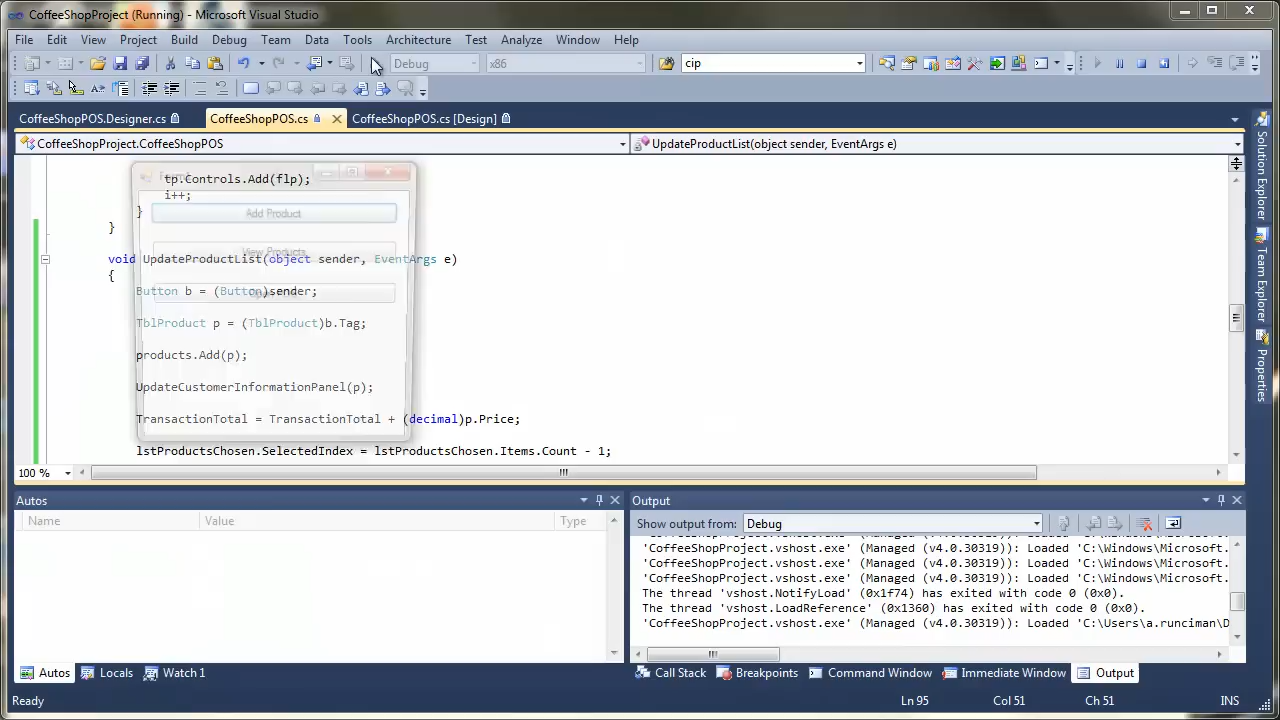 CoffeeShopProject (Running) - Microsoft Visual Studio
File Edit View Project Build Debug Team Data Tools Architecture Test Analyze Window Help
Debug x86 cip
CoffeeShopPOS.Designer.cs CoffeeShopPOS.cs CoffeeShopPOS.cs [Design]
CoffeeShopProject.CoffeeShopPOS UpdateProductList(object sender, EventArgs e)
tp.Controls.Add(flp);
i++;
}
Add Product
}
View Products
void UpdateProductList(object sender, EventArgs e)
{
Button b = (Button)sender;
TblProduct p = (TblProduct)b.Tag;
products.Add(p);
UpdateCustomerInformationPanel(p);
TransactionTotal = TransactionTotal + (decimal)p.Price;
lstProductsChosen.SelectedIndex = lstProductsChosen.Items.Count - 1;
100 %
Solution Explorer
Team Explorer
Properties
Autos
Name Value Type
Output
Show output from: Debug
'CoffeeShopProject.vshost.exe' (Managed (v4.0.30319)): Loaded 'C:\Windows\Microsoft.
'CoffeeShopProject.vshost.exe' (Managed (v4.0.30319)): Loaded 'C:\Windows\Microsoft.
'CoffeeShopProject.vshost.exe' (Managed (v4.0.30319)): Loaded 'C:\Windows\Microsoft.
The thread 'vshost.NotifyLoad' (0x1f74) has exited with code 0 (0x0).
The thread 'vshost.LoadReference' (0x1360) has exited with code 0 (0x0).
'CoffeeShopProject.vshost.exe' (Managed (v4.0.30319)): Loaded 'C:\Users\a.runciman\D
Autos Locals Watch 1
Call Stack Breakpoints Command Window Immediate Window Output
Ready Ln 95 Col 51 Ch 51 INS